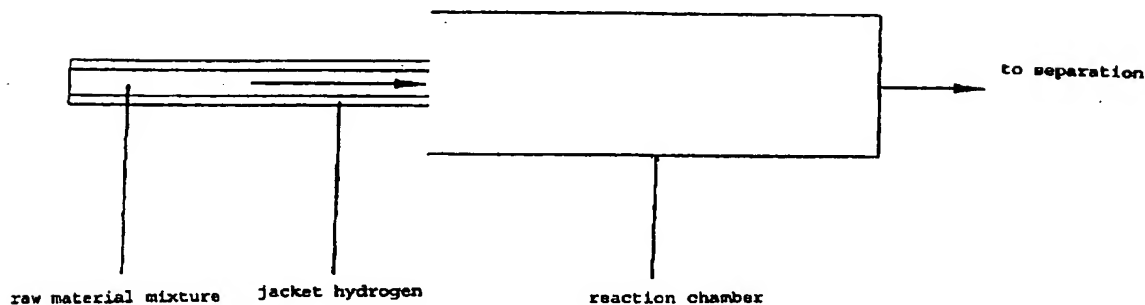 to separation
raw material mixture
jacket hydrogen
reaction chamber